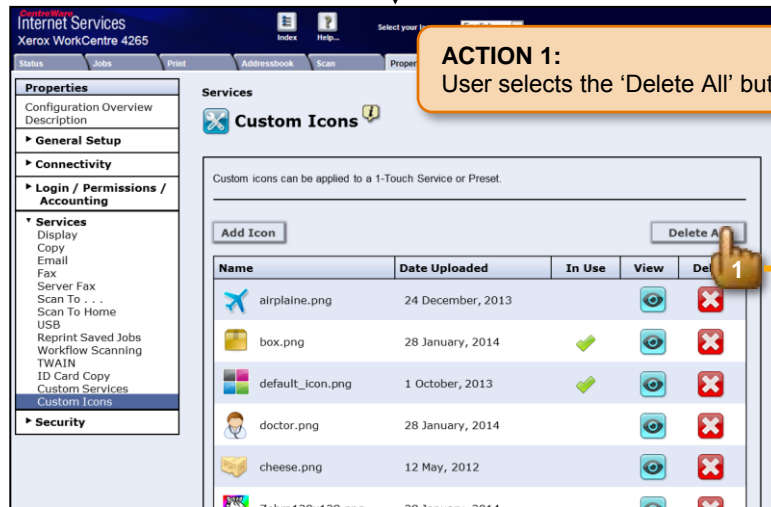 CentreWare
Internet Services
Xerox WorkCentre 4265
Index
Help...
Select your
English
Status
Jobs
Print
Addressbook
Scan
ACTION 1:
User selects the ‘Delete All’
Properties
Configuration Overview
Description
General Setup
Connectivity
Login / Permissions /
Accounting
Services
Display
Copy
Email
Fax
Server Fax
Scan To . . .
Scan To Home
USB
Reprint Saved Jobs
Workflow Scanning
TWAIN
ID Card Copy
Custom Services
Custom Icons
Security
Services
Custom Icons
Custom icons can be applied to a 1-Touch Service or Preset.
Add Icon
Delete
1
Name Date Uploaded In Use View
airplaine.png 24 December, 2013
box.png 28 January, 2014
default_icon.png 1 October, 2013
doctor.png 28 January, 2014
cheese.png 12 May, 2012